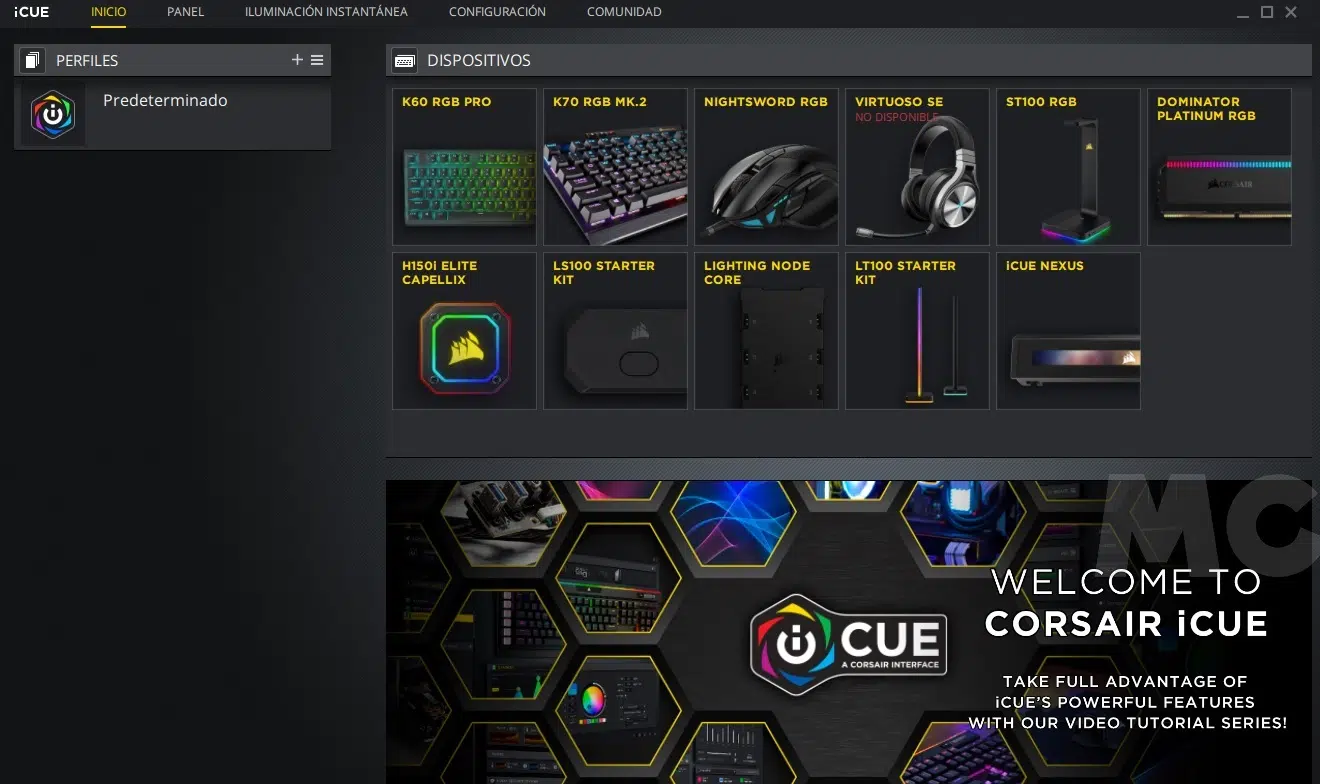 iCUE
INICIO
PANEL
ILUMINACIÓN INSTANTÁNEA
CONFIGURACIÓN
COMUNIDAD
PERFILES
Predeterminado
DISPOSITIVOS
K60 RGB PRO
K70 RGB MK.2
NIGHTSWORD RGB
VIRTUOSO SE
NO DISPONIBLE
ST100 RGB
DOMINATOR
PLATINUM RGB
CORSAIR
H150i ELITE
CAPELLIX
LS100 STARTER
KIT
LIGHTING NODE
CORE
LT100 STARTER
KIT
iCUE NEXUS
MC
WELCOME TO
CORSAIR iCUE
iCUE
A CORSAIR INTERFACE
TAKE FULL ADVANTAGE OF
iCUE'S POWERFUL FEATURES
WITH OUR VIDEO TUTORIAL SERIES!